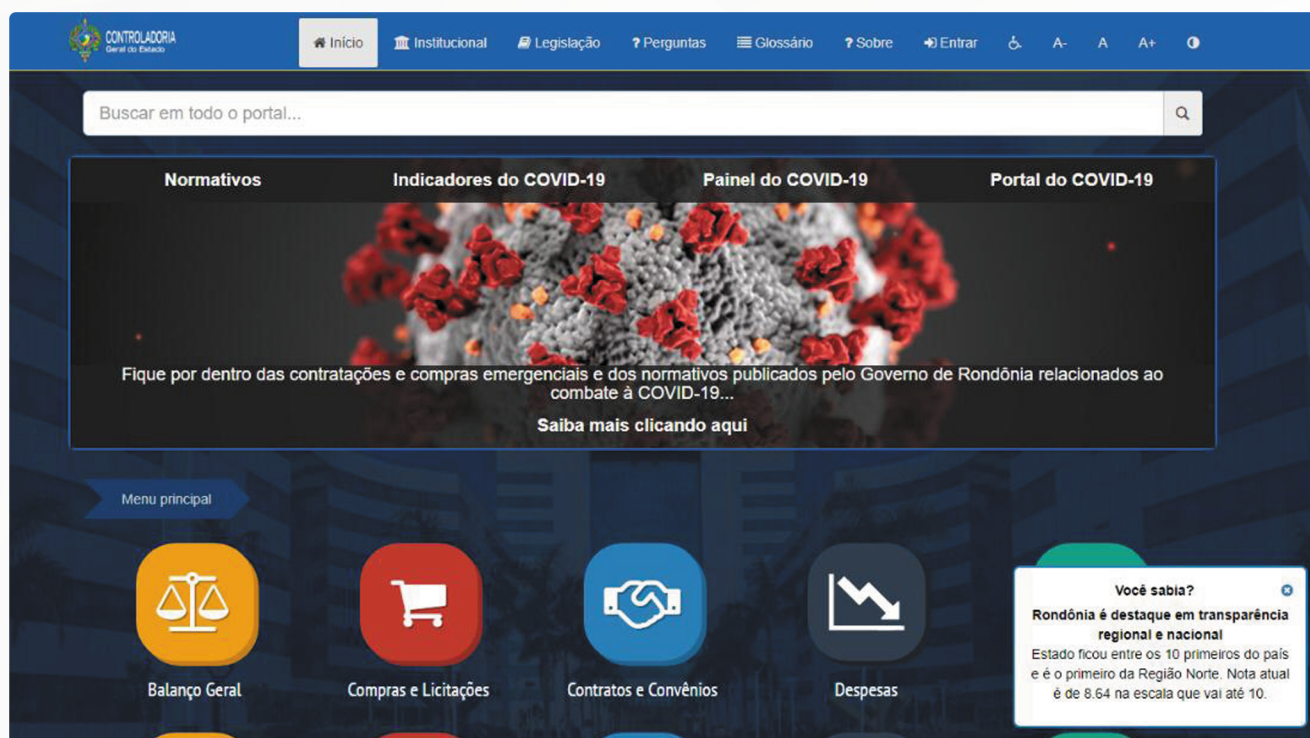 CONTROLADORIA
Geral do Estado
Início
Institucional
Legislação
? Perguntas
Glossário
? Sobre
Entrar
A-
A
A+
Buscar em todo o portal...
Normativos
Indicadores do COVID-19
Painel do COVID-19
Portal do COVID-19
Fique por dentro das contratações e compras emergenciais e dos normativos publicados pelo Governo de Rondônia relacionados ao
combate à COVID-19...
Saiba mais clicando aqui
Menu principal
Balanço Geral
Compras e Licitações
Contratos e Convênios
Despesas
Você sabia?
Rondônia é destaque em transparência
regional e nacional
Estado ficou entre os 10 primeiros do país
e é o primeiro da Região Norte. Nota atual
é de 8.64 na escala que vai até 10.